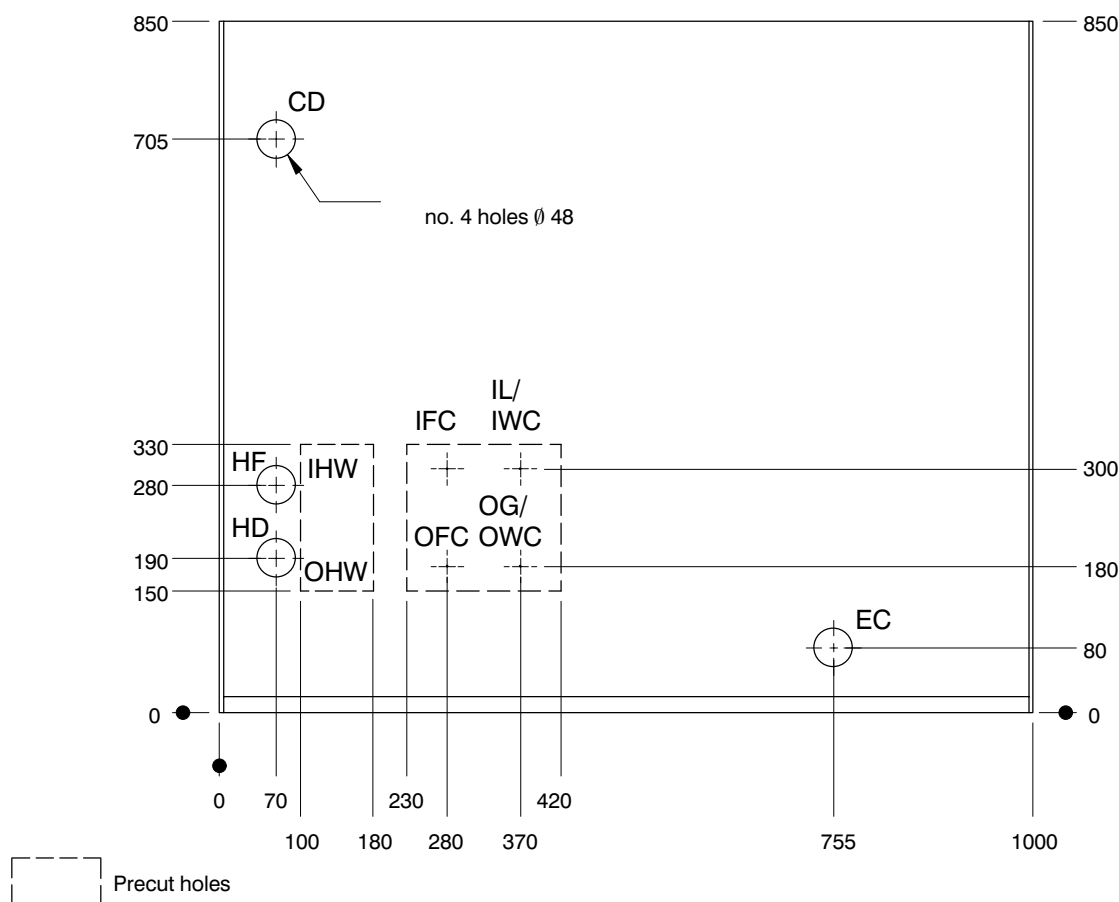 850 850
CD
705
no. 4 holes Ø 48
IL/
IFC IWC
330
HF IHW 300
280
OG/
HD OFC OWC
190 OHW 180
150
EC
80
0 0
0 70 230 420
100 180 280 370 755 1000
Precut holes